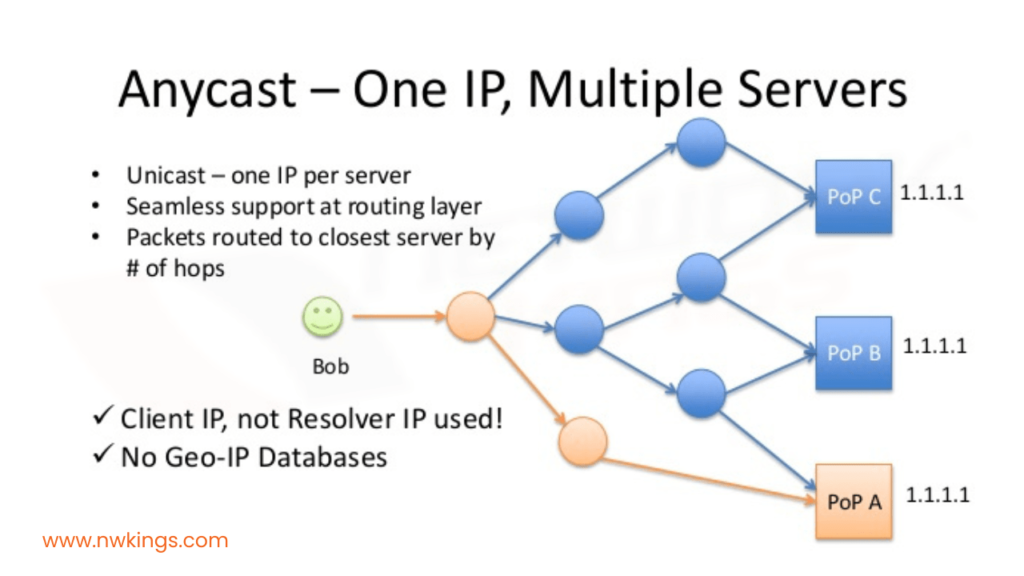 Anycast – One IP, Multiple Servers
• Unicast – one IP per server
• Seamless support at routing layer
• Packets routed to closest server by
# of hops
PoP C 1.1.1.1
PoP B 1.1.1.1
Bob
✓ Client IP, not Resolver IP used!
✓ No Geo-IP Databases
PoP A 1.1.1.1
www.nwkings.com